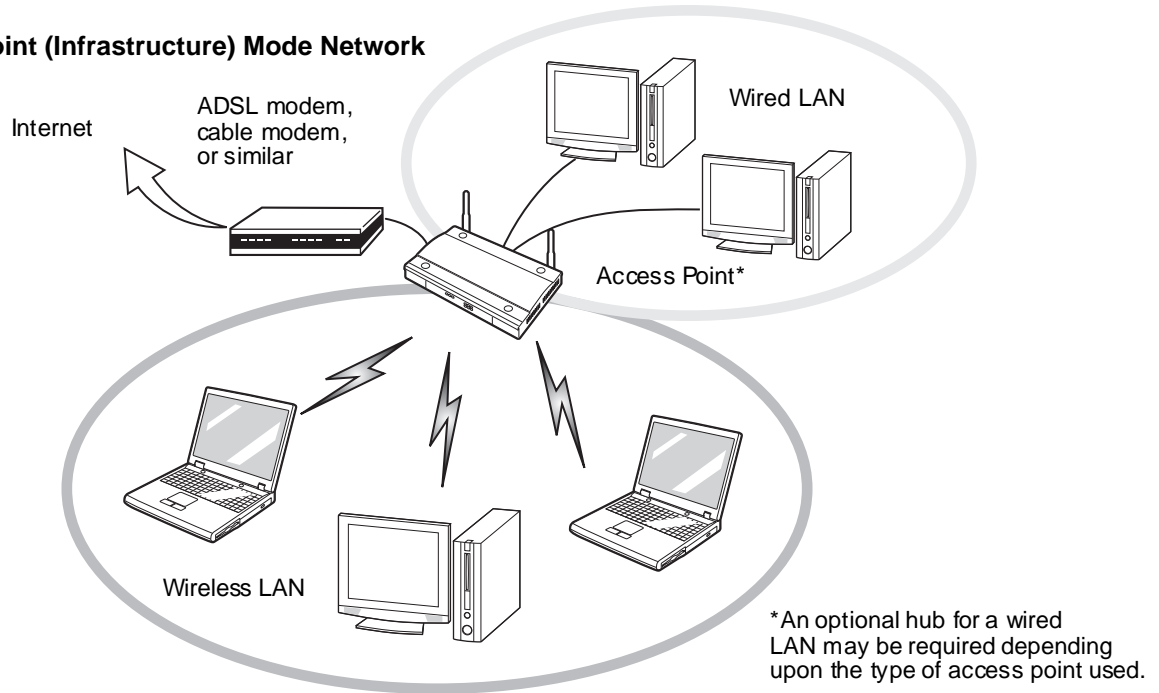 oint (Infrastructure) Mode Network
Internet
ADSL modem,
cable modem,
or similar
Wired LAN
Access Point*
Wireless LAN
*An optional hub for a wired
LAN may be required depending
upon the type of access point used.